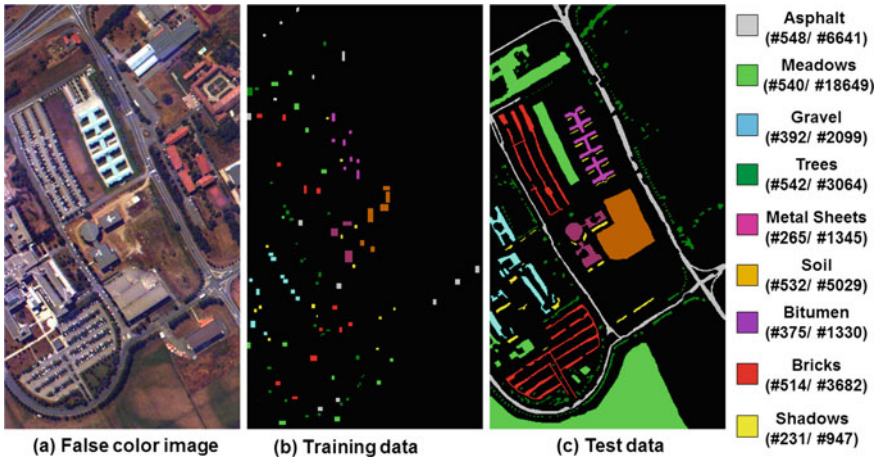 Asphalt
(#548/ #6641)
Meadows
(#540/ #18649)
Gravel
(#392/ #2099)
Trees
(#542/ #3064)
Metal Sheets
(#265/ #1345)
Soil
(#532/ #5029)
Bitumen
(#375/ #1330)
Bricks
(#514/ #3682)
Shadows
(#231/ #947)
(a) False color image
(b) Training data
(c) Test data